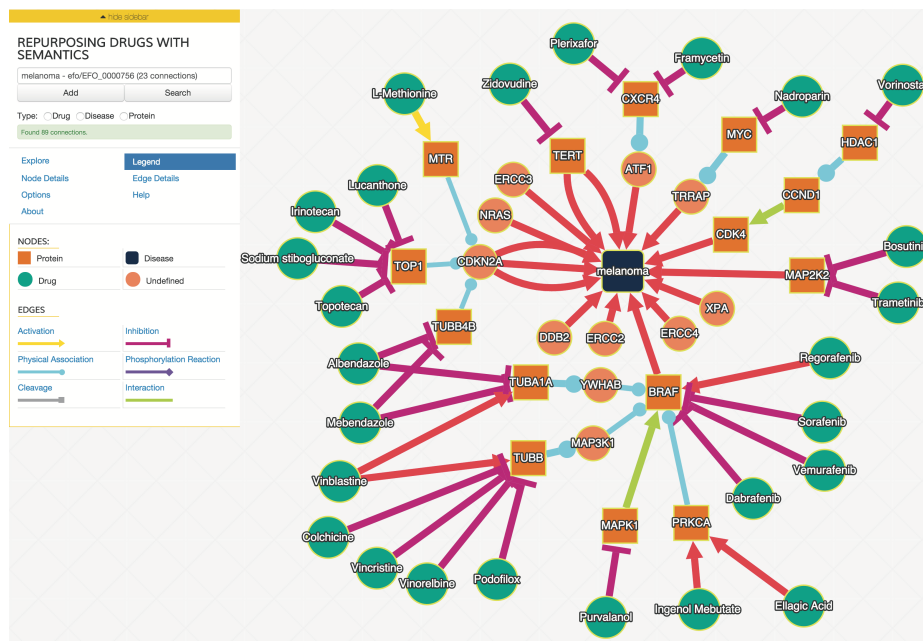 hide sidebar
REPURPOSING DRUGS WITH
SEMANTICS
melanoma - efo/EFO_0000756 (23 connections)
Add Search
Type: Drug Disease Protein
Found 89 connections.
Explore Legend
Node Details Edge Details
Options Help
About
NODES:
Protein Disease
Drug Undefined
EDGES
Activation Inhibition
Physical Association Phosphorylation Reaction
Cleavage Interaction
Plerixafor
Framycetin
Zidovudine
L-Methionine
Vorinosta
Nadroparin
CXCR4
MYC
HDAC1
TERT
MTR
ATF1
ERCC3
Lucanthone
TRRAP
CCND1
Irinotecan
NRAS
CDK4
Bosutini
Sodium stibogluconate
TOP1
CDKN2A
melanoma
MAP2K2
Trametinib
Topotecan
XPA
TUBB4B
DDB2
ERCC2
ERCC4
Albendazole
Regorafenib
TUBA1A
YWHAB
BRAF
Mebendazole
Sorafenib
MAP3K1
TUBB
Vemurafenib
Vinblastine
Dabrafenib
MAPK1
PRKCA
Colchicine
Vincristine
Vinorelbine
Podofilox
Purvalanol
Ingenol Mebutate
Ellagic Acid